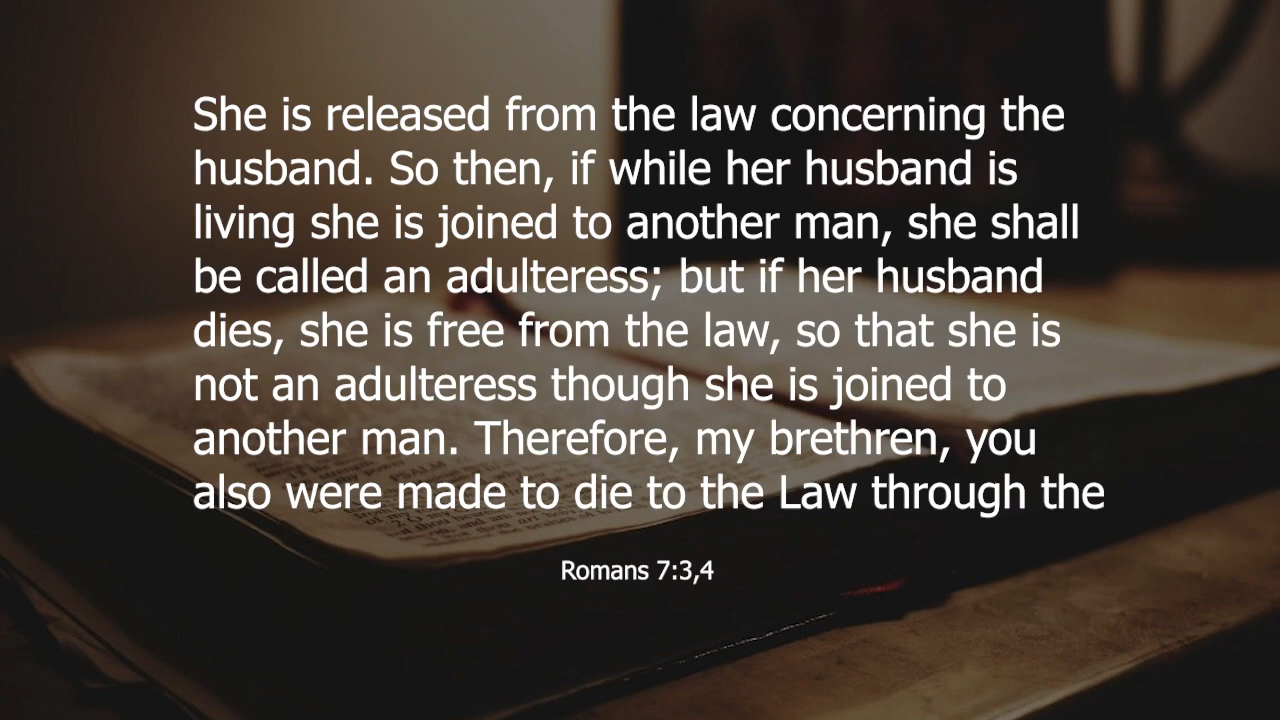 She is released from the law concerning the
husband. So then, if while her husband is
living she is joined to another man, she shall
be called an adulteress; but if her husband
dies, she is free from the law, so that she is
not an adulteress though she is joined to
another man. Therefore, my brethren, you
also were made to die to the Law through the
Romans 7:3,4